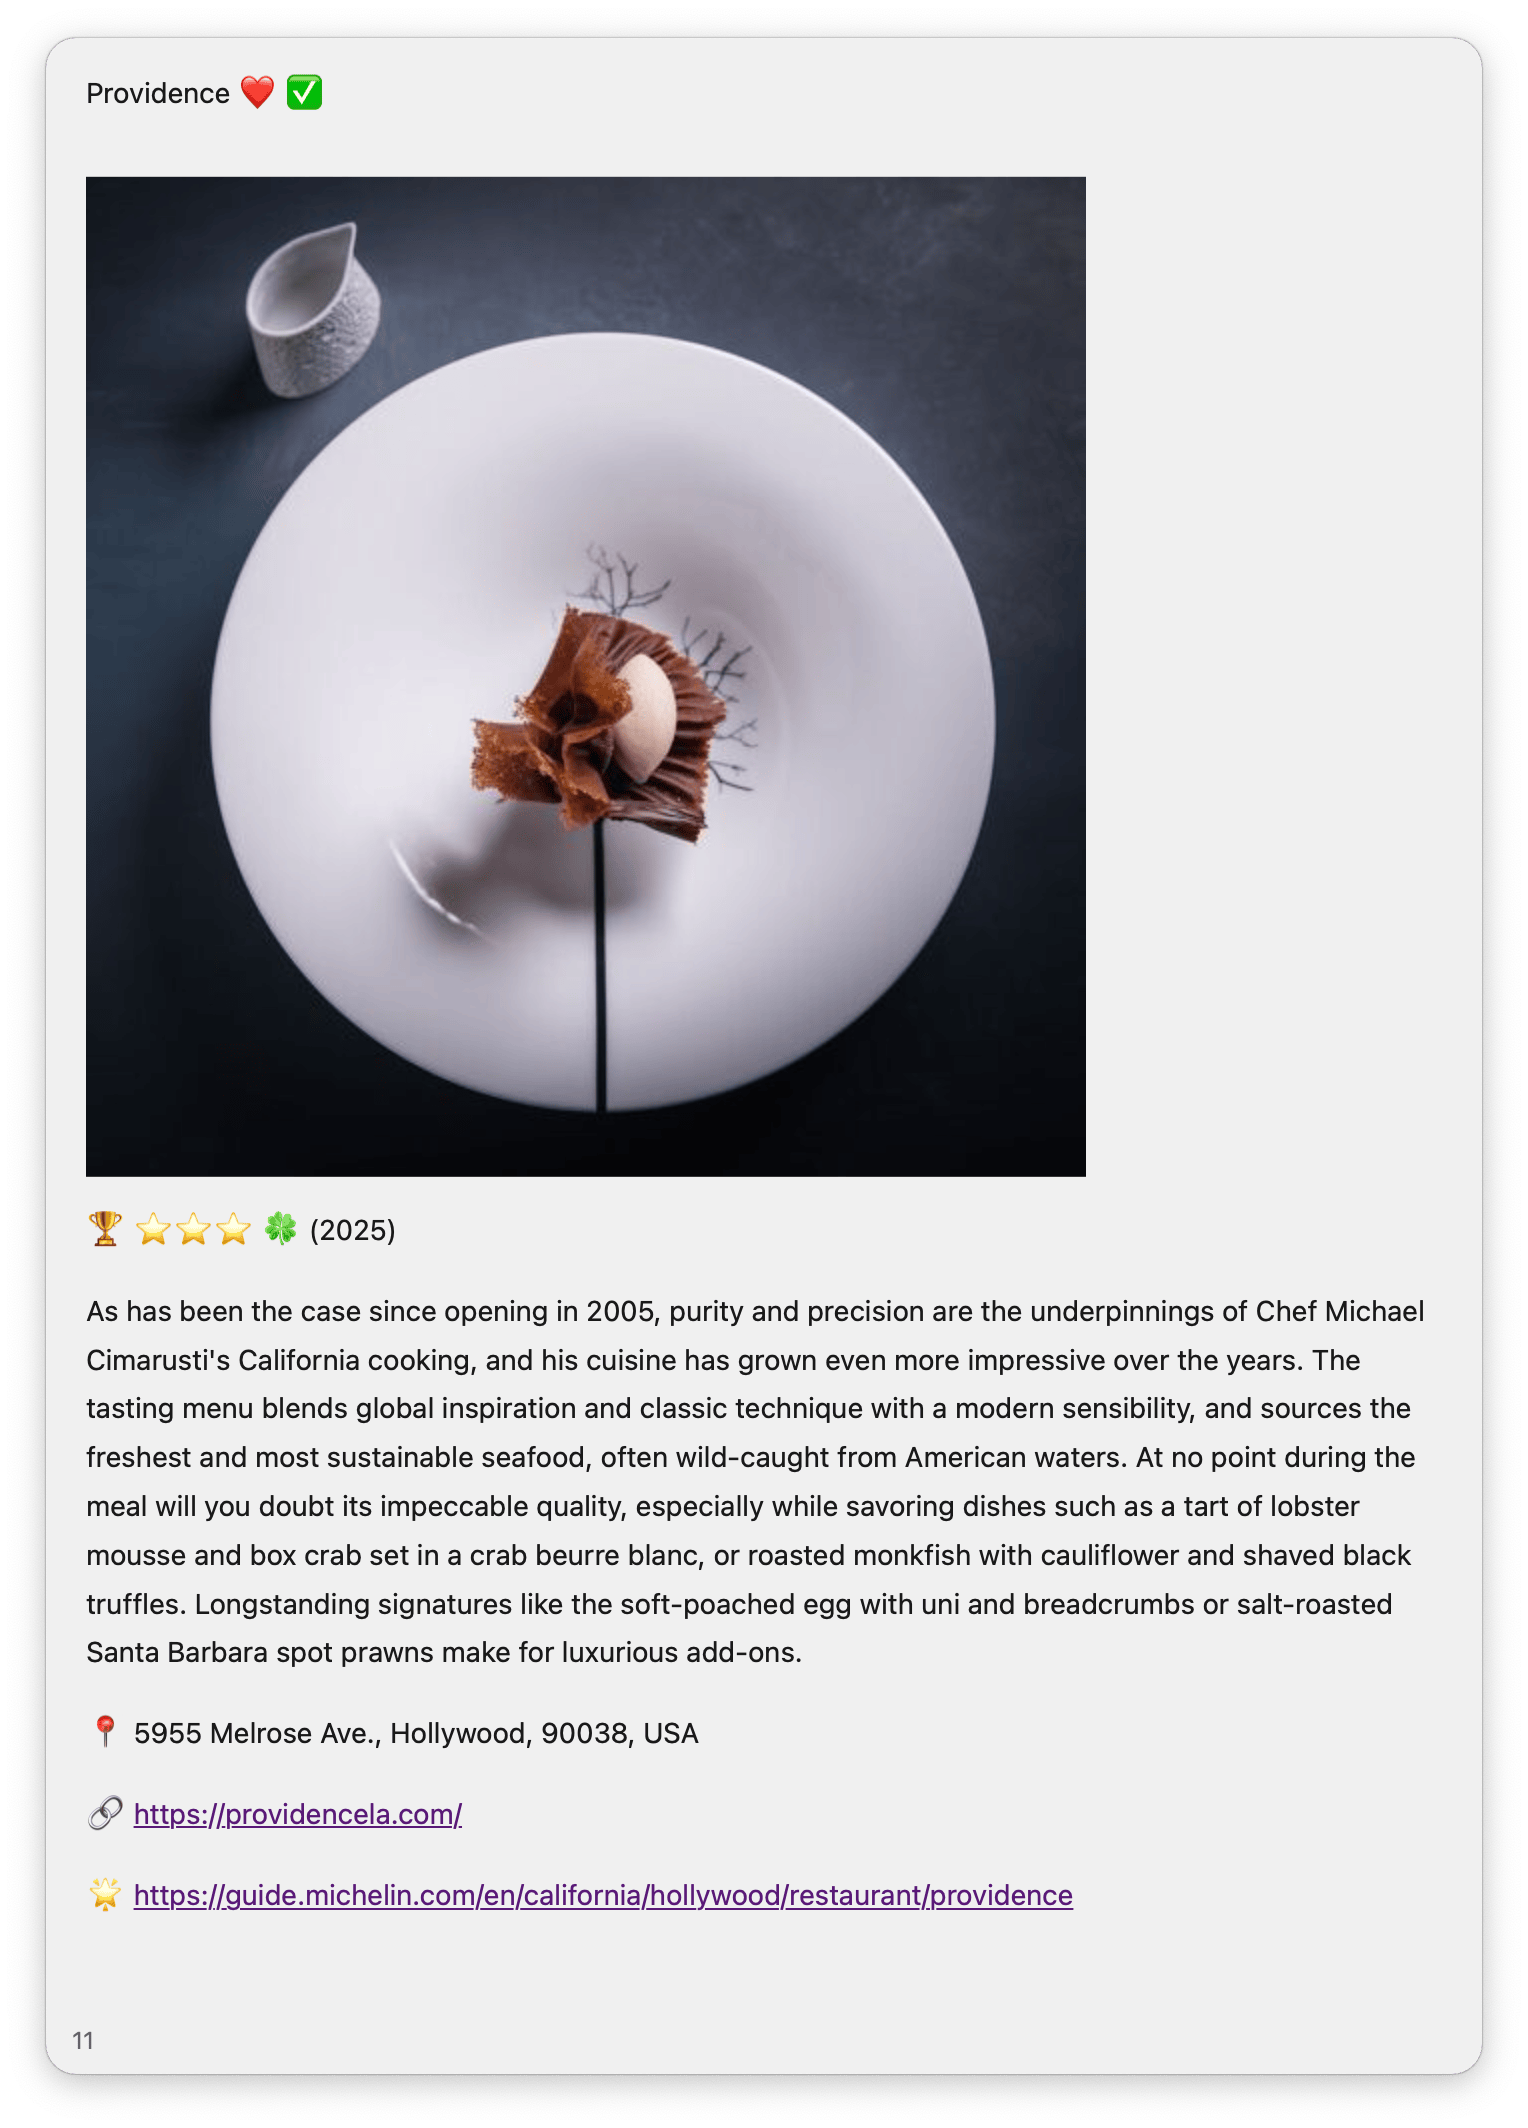 Providence ❤️ ✅
🏆 ⭐⭐⭐ 🍀 (2025)
As has been the case since opening in 2005, purity and precision are the underpinnings of Chef Michael
Cimarusti's California cooking, and his cuisine has grown even more impressive over the years. The
tasting menu blends global inspiration and classic technique with a modern sensibility, and sources the
freshest and most sustainable seafood, often wild-caught from American waters. At no point during the
meal will you doubt its impeccable quality, especially while savoring dishes such as a tart of lobster
mousse and box crab set in a crab beurre blanc, or roasted monkfish with cauliflower and shaved black
truffles. Longstanding signatures like the soft-poached egg with uni and breadcrumbs or salt-roasted
Santa Barbara spot prawns make for luxurious add-ons.
📍 5955 Melrose Ave., Hollywood, 90038, USA
🔗 https://providencela.com/
🌟 https://guide.michelin.com/en/california/hollywood/restaurant/providence
11